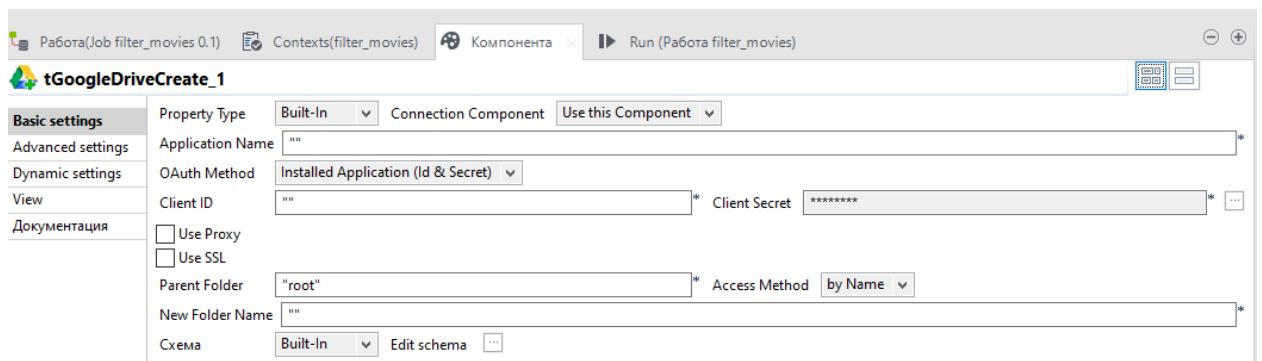 Работа(Job filter_movies 0.1) Contexts(filter_movies) Компонента Run (Работа filter_movies)
tGoogleDriveCreate_1
Basic settings
Advanced settings
Dynamic settings
View
Документация
Property Type Built-In Connection Component Use this Component
Application Name "" *
OAuth Method Installed Application (Id & Secret)
Client ID "" * Client Secret ******** * ...
Use Proxy
Use SSL
Parent Folder "root" * Access Method by Name
New Folder Name "" *
Схема Built-In Edit schema ...